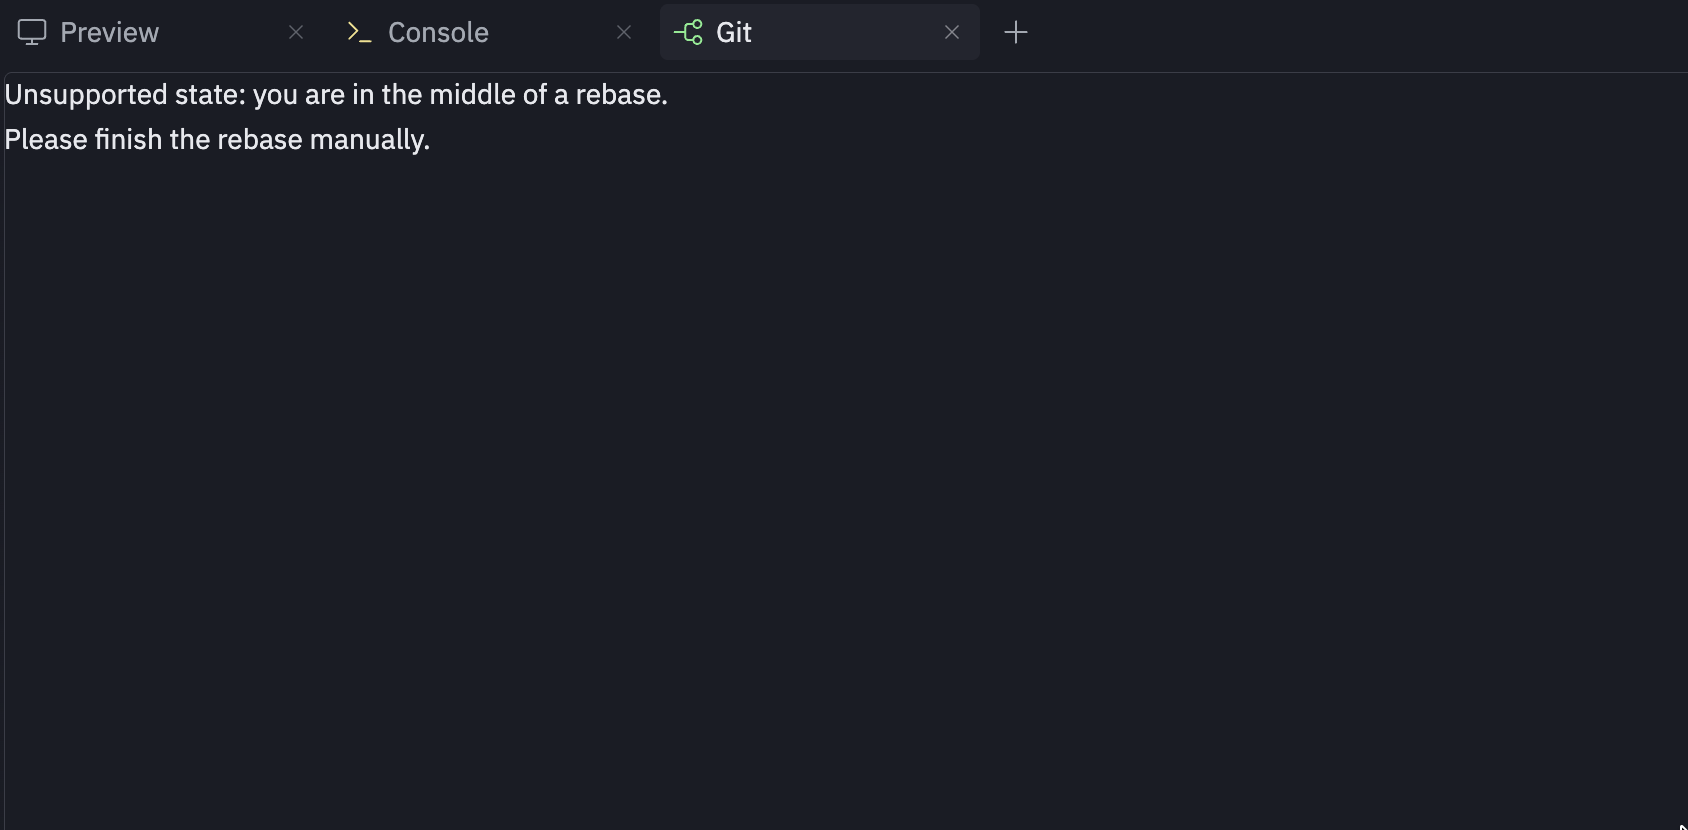 Preview
Console
Git
Unsupported state: you are in the middle of a rebase.
Please finish the rebase manually.